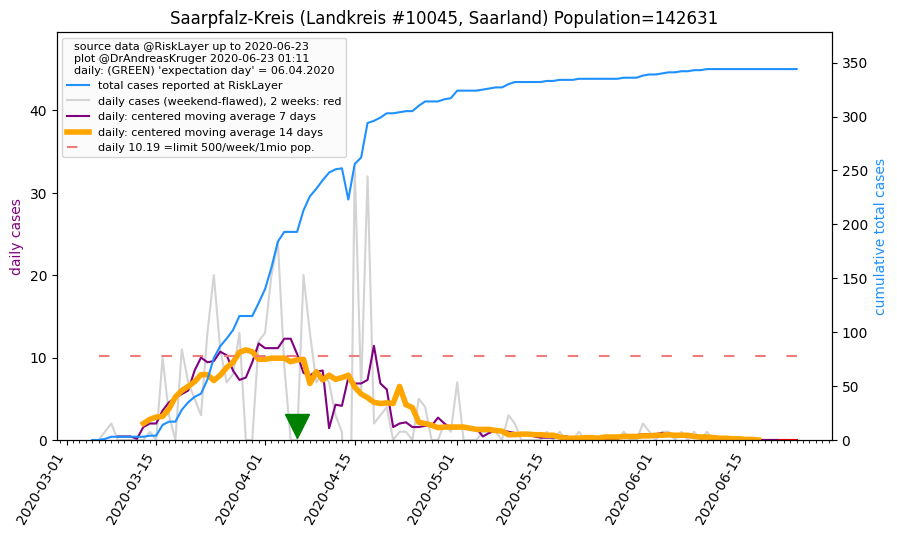 Saarpfalz-Kreis (Landkreis #10045, Saarland) Population=142631
source data @RiskLayer up to 2020-06-23
plot @DrAndreasKruger 2020-06-23 01:11
daily: (GREEN) 'expectation day' = 06.04.2020
total cases reported at RiskLayer
daily cases (weekend-flawed), 2 weeks: red
daily: centered moving average 7 days
daily: centered moving average 14 days
daily 10.19 =limit 500/week/1mio pop.
daily cases
40
30
20
10
0
cumulative total cases
350
300
250
200
150
100
50
0
2020-03-01
2020-03-15
2020-04-01
2020-04-15
2020-05-01
2020-05-15
2020-06-01
2020-06-15